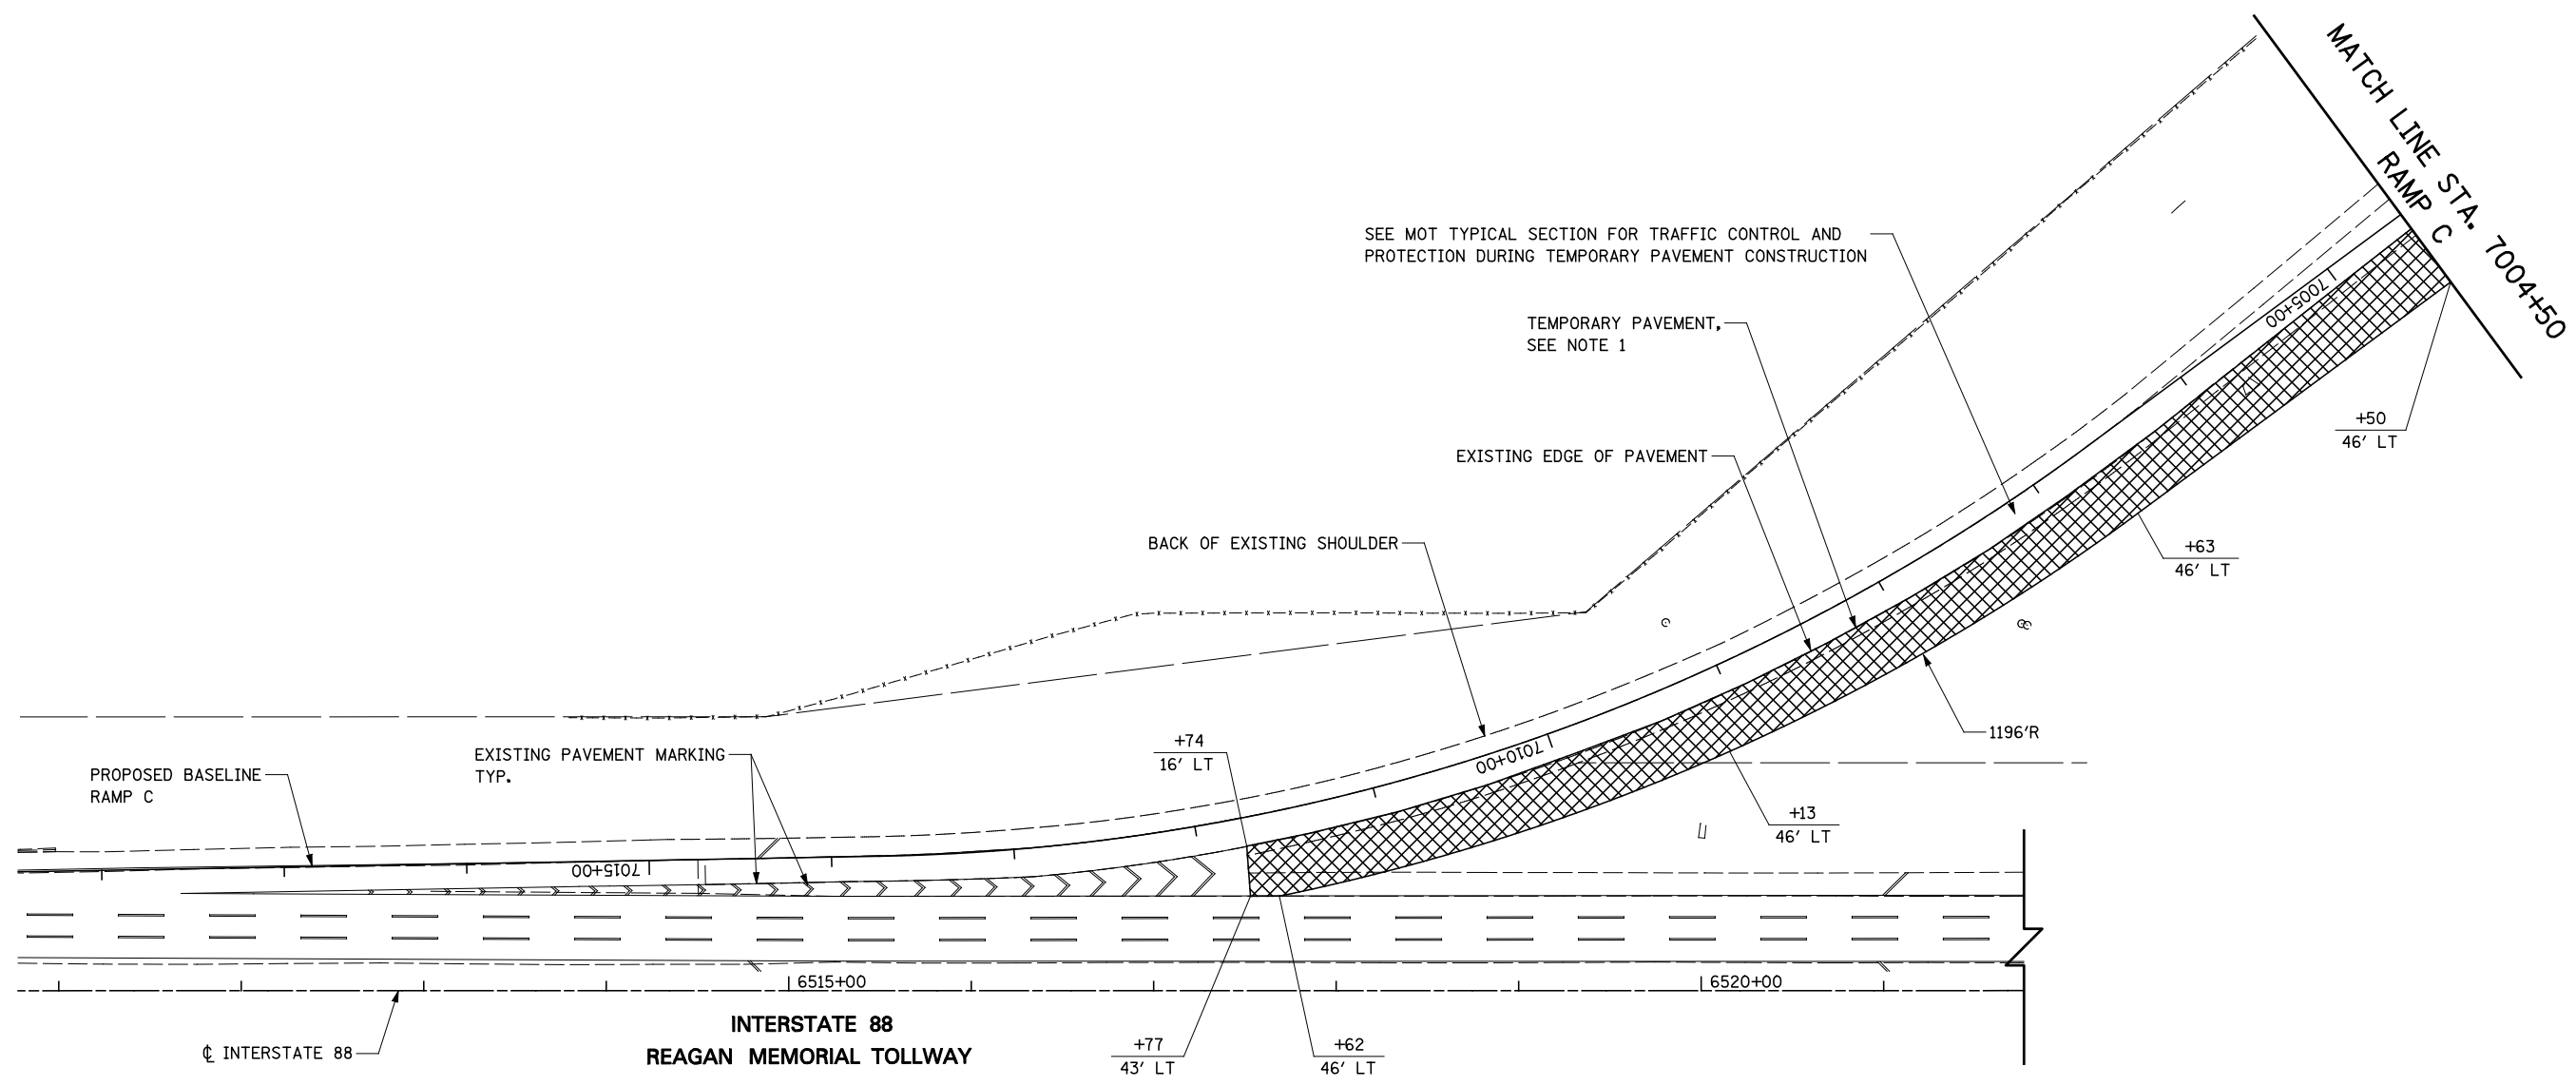 MATCH LINE STA. 7004+50
RAMP C
SEE MOT TYPICAL SECTION FOR TRAFFIC CONTROL AND
PROTECTION DURING TEMPORARY PAVEMENT CONSTRUCTION
7005+00
TEMPORARY PAVEMENT,
SEE NOTE 1
+50
46' LT
EXISTING EDGE OF PAVEMENT
BACK OF EXISTING SHOULDER
+63
46' LT
1196'R
+74
16' LT
7010+00
EXISTING PAVEMENT MARKING
TYP.
PROPOSED BASELINE
RAMP C
+13
46' LT
7015+00
6515+00
6520+00
INTERSTATE 88
REAGAN MEMORIAL TOLLWAY
℄ INTERSTATE 88
+77
43' LT
+62
46' LT